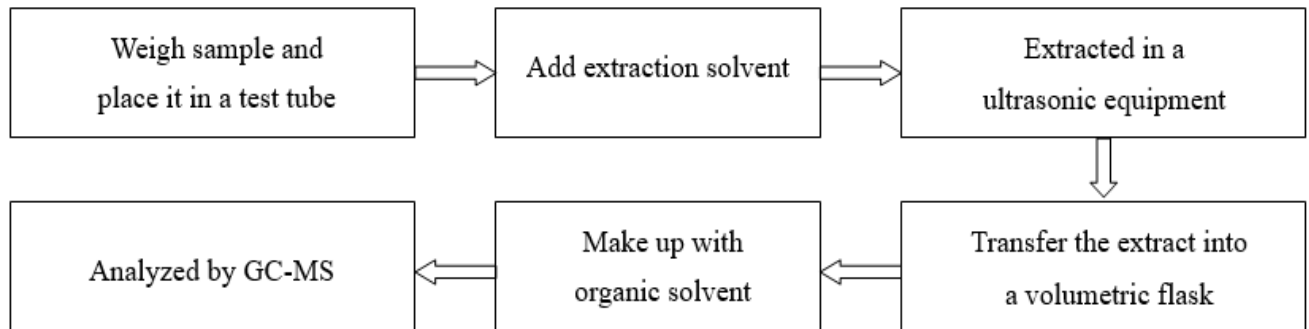 Weigh sample and
place it in a test tube
Add extraction solvent
Extracted in a
ultrasonic equipment
Transfer the extract into
a volumetric flask
Make up with
organic solvent
Analyzed by GC-MS